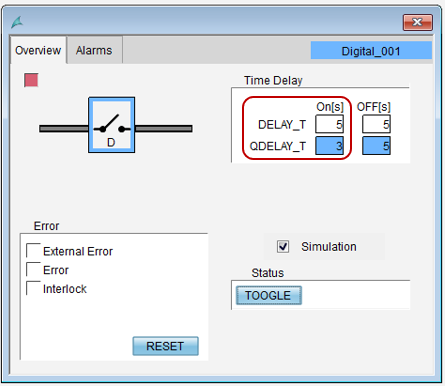 Overview
Alarms
Digital_001
Time Delay
On[s] OFF[s]
DELAY_T 5 5
QDELAY_T 3 5
D
Error
External Error
Error
Interlock
RESET
Simulation
Status
TOOGLE